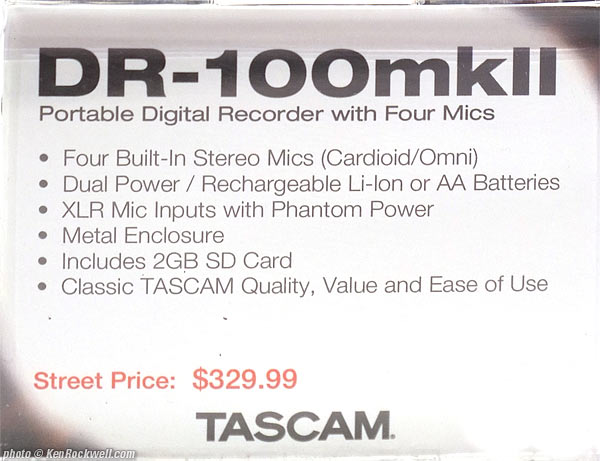 DR-100mkII
Portable Digital Recorder with Four Mics
• Four Built-In Stereo Mics (Cardioid/Omni)
• Dual Power / Rechargeable Li-Ion or AA Batteries
• XLR Mic Inputs with Phantom Power
• Metal Enclosure
• Includes 2GB SD Card
• Classic TASCAM Quality, Value and Ease of Use
Street Price: $329.99
TASCAM.
photo © KenRockwell.com